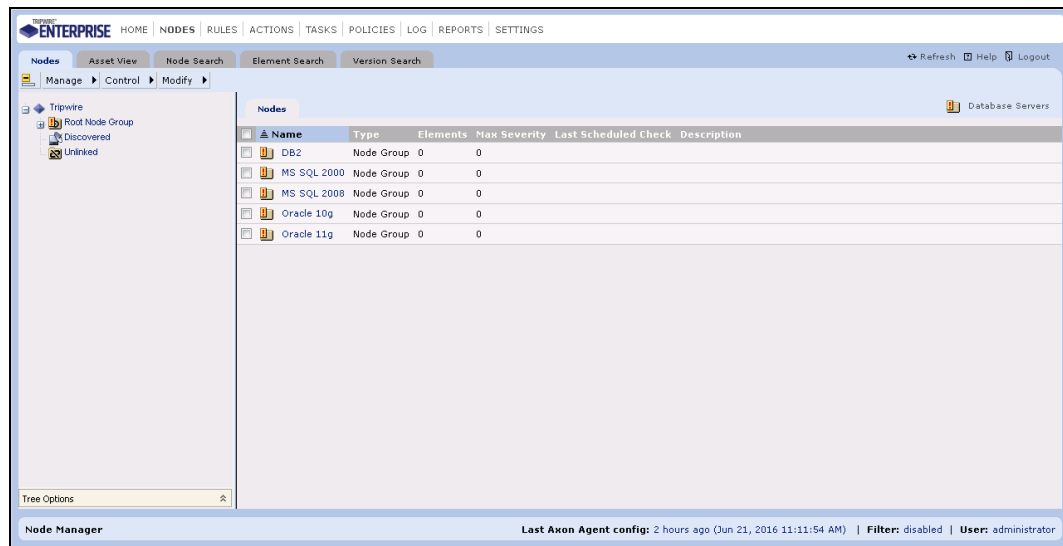 TRIPWIRE
ENTERPRISE HOME NODES RULES ACTIONS TASKS POLICIES LOG REPORTS SETTINGS
Nodes Asset View Node Search Element Search Version Search Refresh Help Logout
Manage Control Modify
Tripwire
Root Node Group
Discovered
Unlinked
Nodes Database Servers
Name Type Elements Max Severity Last Scheduled Check Description
DB2 Node Group 0 0
MS SQL 2000 Node Group 0 0
MS SQL 2008 Node Group 0 0
Oracle 10g Node Group 0 0
Oracle 11g Node Group 0 0
Tree Options
Node Manager Last Axon Agent config: 2 hours ago (Jun 21, 2016 11:11:54 AM) | Filter: disabled | User: administrator